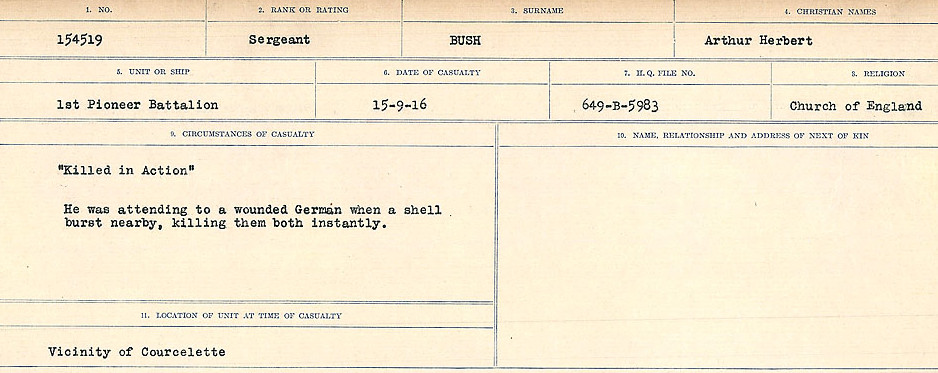 1. NO. 2. RANK OR RATING 3. SURNAME 4. CHRISTIAN NAMES
154519 Sergeant BUSH Arthur Herbert
5. UNIT OR SHIP 6. DATE OF CASUALTY 7. H.Q. FILE NO. 8. RELIGION
1st Pioneer Battalion 15-9-16 649-B-5983 Church of England
9. CIRCUMSTANCES OF CASUALTY
"Killed in Action"
He was attending to a wounded German when a shell
burst nearby, killing them both instantly.
10. NAME, RELATIONSHIP AND ADDRESS OF NEXT OF KIN
11. LOCATION OF UNIT AT TIME OF CASUALTY
Vicinity of Courcelette